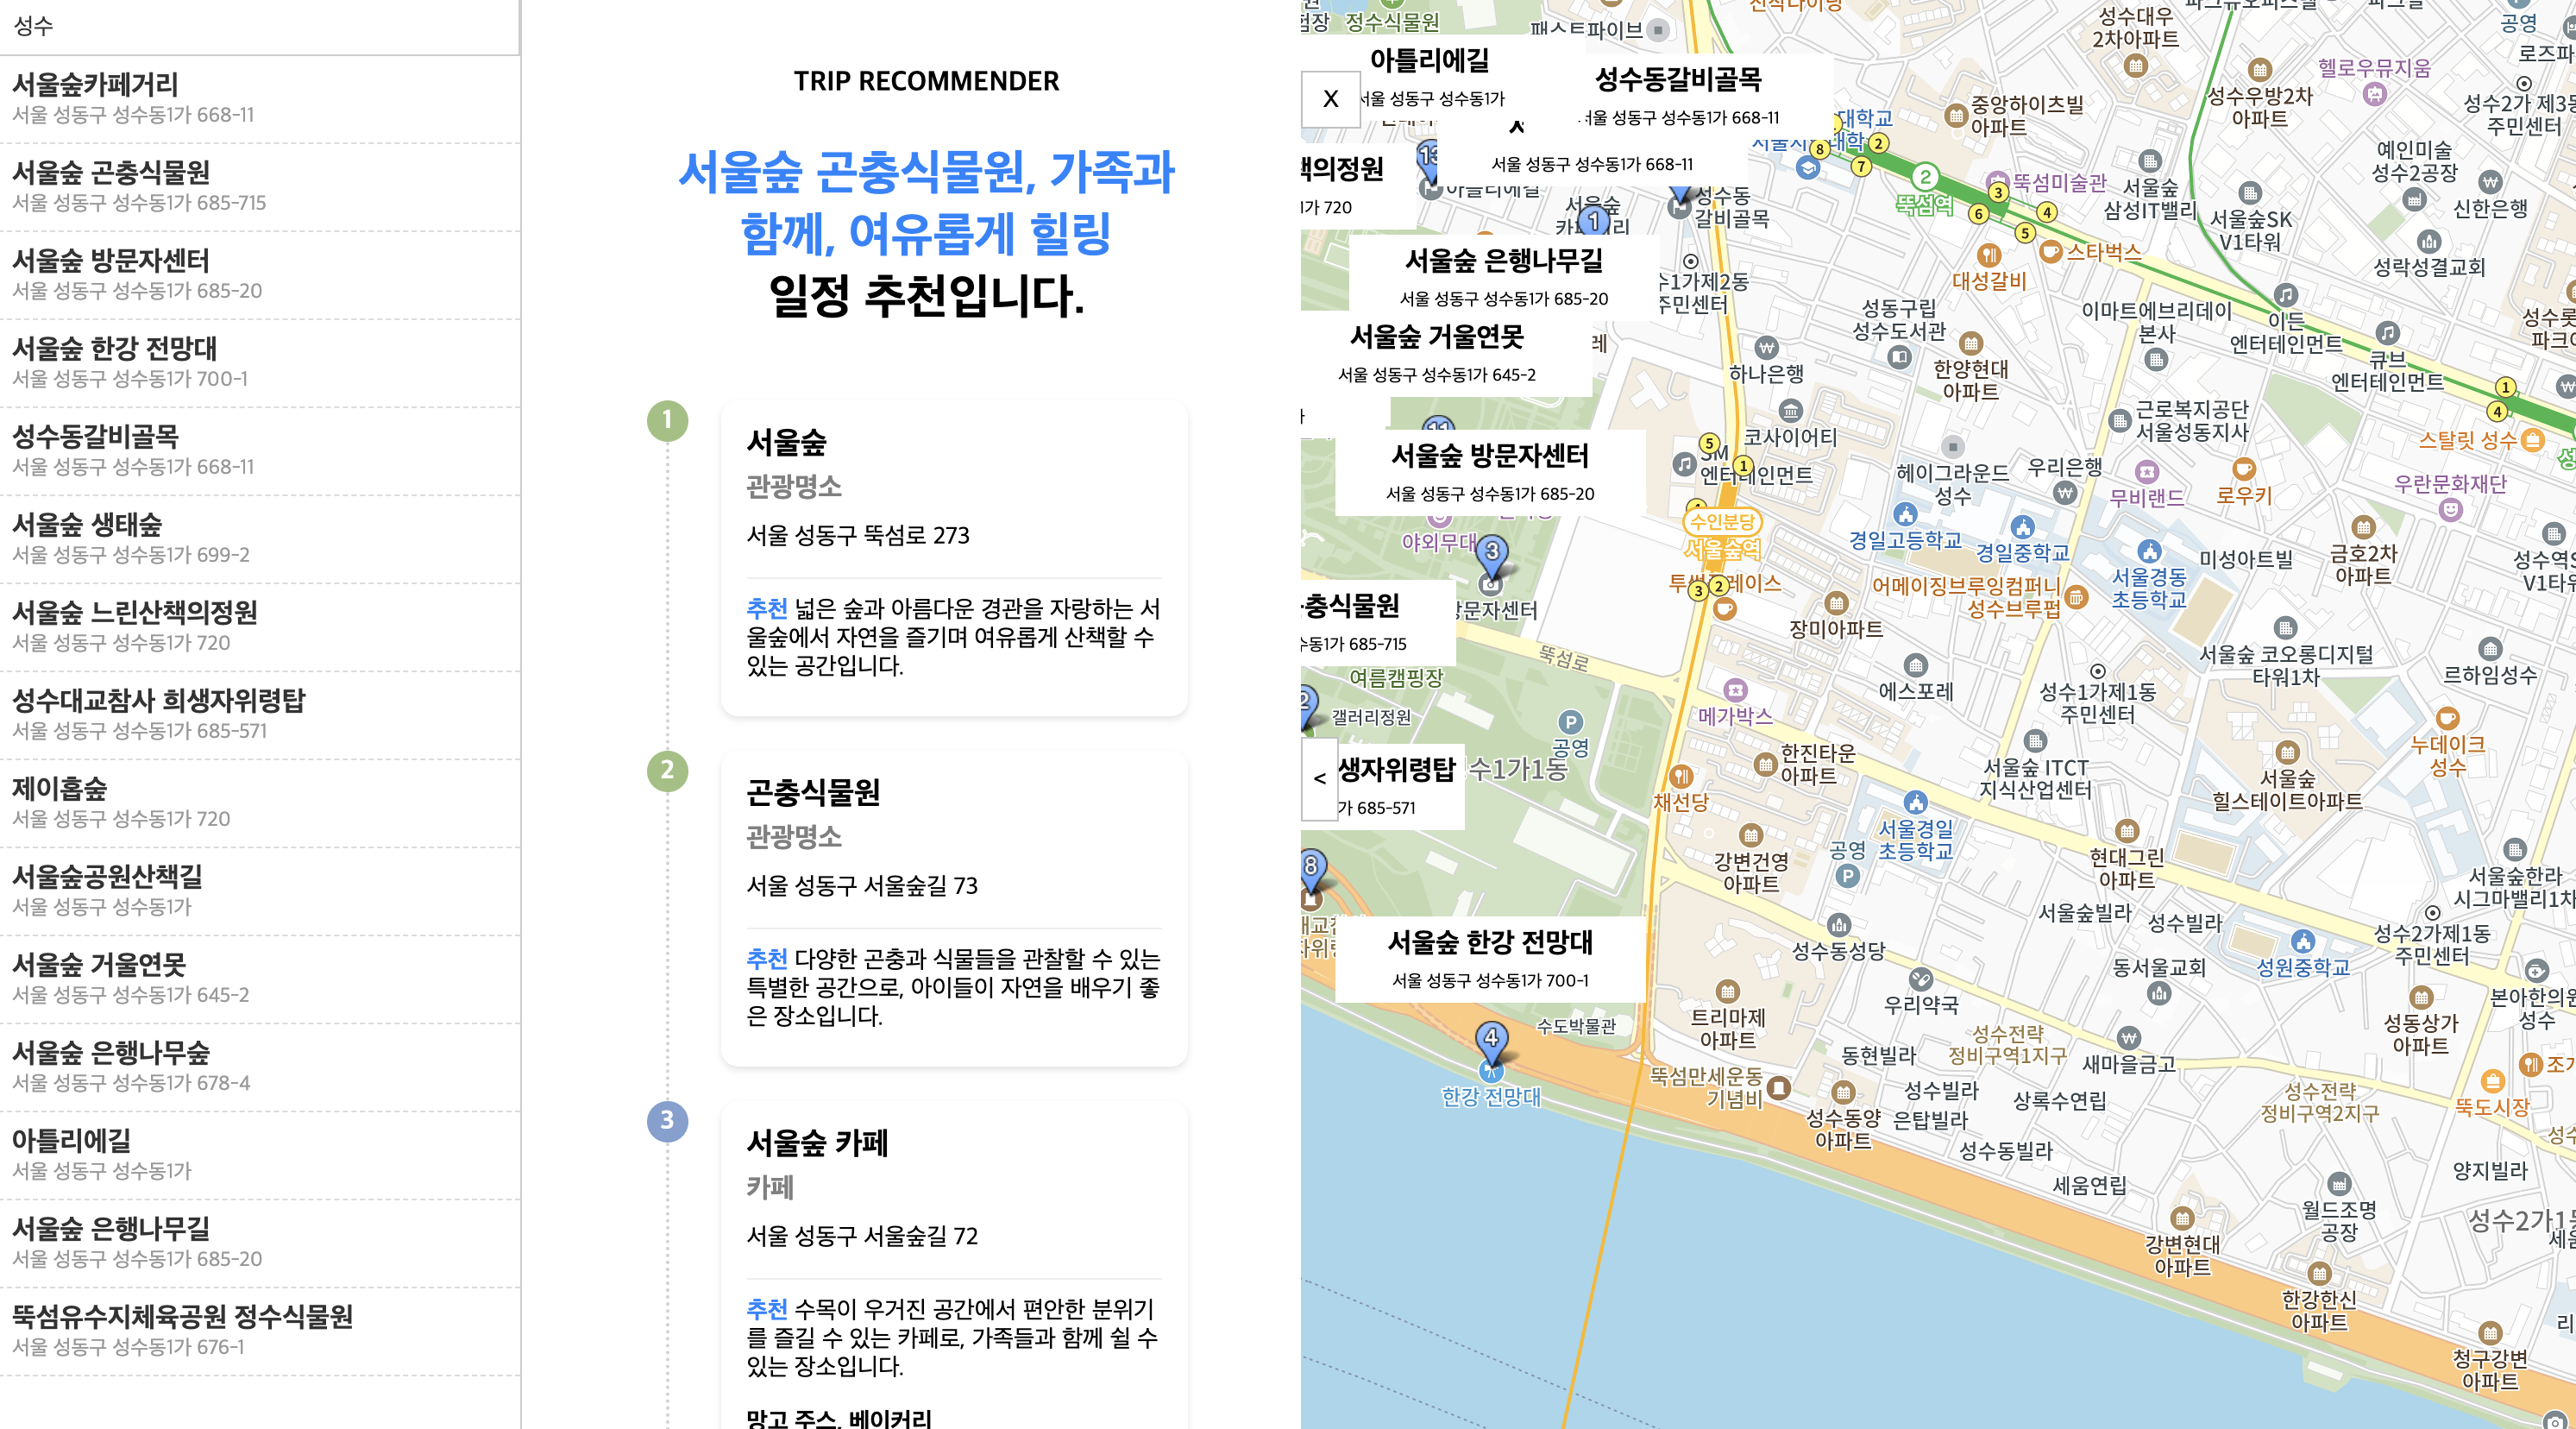 성수
서울숲카페거리
서울 성동구 성수동1가 668-11
서울숲 곤충식물원
서울 성동구 성수동1가 685-715
서울숲 방문자센터
서울 성동구 성수동1가 685-20
서울숲 한강 전망대
서울 성동구 성수동1가 700-1
성수동갈비골목
서울 성동구 성수동1가 668-11
서울숲 생태숲
서울 성동구 성수동1가 699-2
서울숲 느린산책의정원
서울 성동구 성수동1가 720
성수대교참사 희생자위령탑
서울 성동구 성수동1가 685-571
제이홉숲
서울 성동구 성수동1가 720
서울숲공원산책길
서울 성동구 성수동1가
서울숲 거울연못
서울 성동구 성수동1가 645-2
서울숲 은행나무숲
서울 성동구 성수동1가 678-4
아틀리에길
서울 성동구 성수동1가
서울숲 은행나무길
서울 성동구 성수동1가 685-20
뚝섬유수지체육공원 정수식물원
서울 성동구 성수동1가 676-1
TRIP RECOMMENDER
서울숲 곤충식물원, 가족과
함께, 여유롭게 힐링
일정 추천입니다.
1
서울숲
관광명소
서울 성동구 뚝섬로 273
추천 넓은 숲과 아름다운 경관을 자랑하는 서
울숲에서 자연을 즐기며 여유롭게 산책할 수
있는 공간입니다.
2
곤충식물원
관광명소
서울 성동구 서울숲길 73
추천 다양한 곤충과 식물들을 관찰할 수 있는
특별한 공간으로, 아이들이 자연을 배우기 좋
은 장소입니다.
3
서울숲 카페
카페
서울 성동구 서울숲길 72
추천 수목이 우거진 공간에서 편안한 분위기
를 즐길 수 있는 카페로, 가족들과 함께 쉴 수
있는 장소입니다.
망고 주스, 베이커리
정수식물원
패스트파이브
아틀리에길
서울 성동구 성수동1가
X
성수동갈비골목
서울 성동구 성수동1가 668-11
서울 성동구 성수동1가 668-11
책의정원
1가 720
13
아틀리에길
1
성수동
갈비골목
서울숲 은행나무길
서울 성동구 성수동1가 685-20
서울숲 거울연못
서울 성동구 성수동1가 645-2
11
서울숲 방문자센터
서울 성동구 성수동1가 685-20
야외무대
3
방문자센터
충식물원
수동1가 685-715
여름캠핑장
뚝섬로
2
갤러리정원
P
공영
<
생자위령탑
가 685-571
수1가1동
8
서울숲 한강 전망대
서울 성동구 성수동1가 700-1
4
한강 전망대
수도박물관
성수대우
2차아파트
공영
로즈파
헬로우뮤지움
성수우방2차
아파트
성수2가 제3동
주민센터
중앙하이츠빌
아파트
8
7
2
2
뚝섬역
3
6
4
5
뚝섬미술관
서울숲
삼성IT밸리
서울숲SK
V1타워
예인미술
성수2공장
신한은행
성락성결교회
스타벅스
대성갈비
수1가제2동
주민센터
하나은행
성동구립
성수도서관
한양현대
아파트
이마트에브리데이
본사
이든
엔터테인먼트
큐브
엔터테인먼트
1
4
코사이어티
5
1
SM
엔터테인먼트
수인분당
서울숲역
3
2
헤이그라운드
성수
우리은행
근로복지공단
서울성동지사
무비랜드
로우키
스탈릿 성수
우란문화재단
경일고등학교
경일중학교
서울경동
초등학교
미성아트빌
금호2차
아파트
장미아파트
어메이징브루잉컴퍼니
성수브루펍
메가박스
에스포레
성수1가제1동
주민센터
서울숲 코오롱디지털
타워1차
르하임성수
누데이크
성수
한진타운
아파트
채선당
서울숲 ITCT
지식산업센터
서울숲
힐스테이트아파트
강변건영
아파트
공영
P
서울경일
초등학교
현대그린
아파트
서울숲한라
시그마밸리1차
서울숲빌라
성수빌라
성수2가제1동
주민센터
성수동성당
동서울교회
성원중학교
우리약국
트리마제
아파트
본아한의원
성수
성동상가
아파트
성수전략
정비구역1지구
동현빌라
새마을금고
뚝섬만세운동
기념비
성수빌라
은탑빌라
상록수연립
성수전략
정비구역2지구
뚝도시장
성수동양
아파트
성수동빌라
세움연립
양지빌라
월드조명
공장
성수2가1동
강변현대
아파트
한강한신
아파트
청구강변
아파트